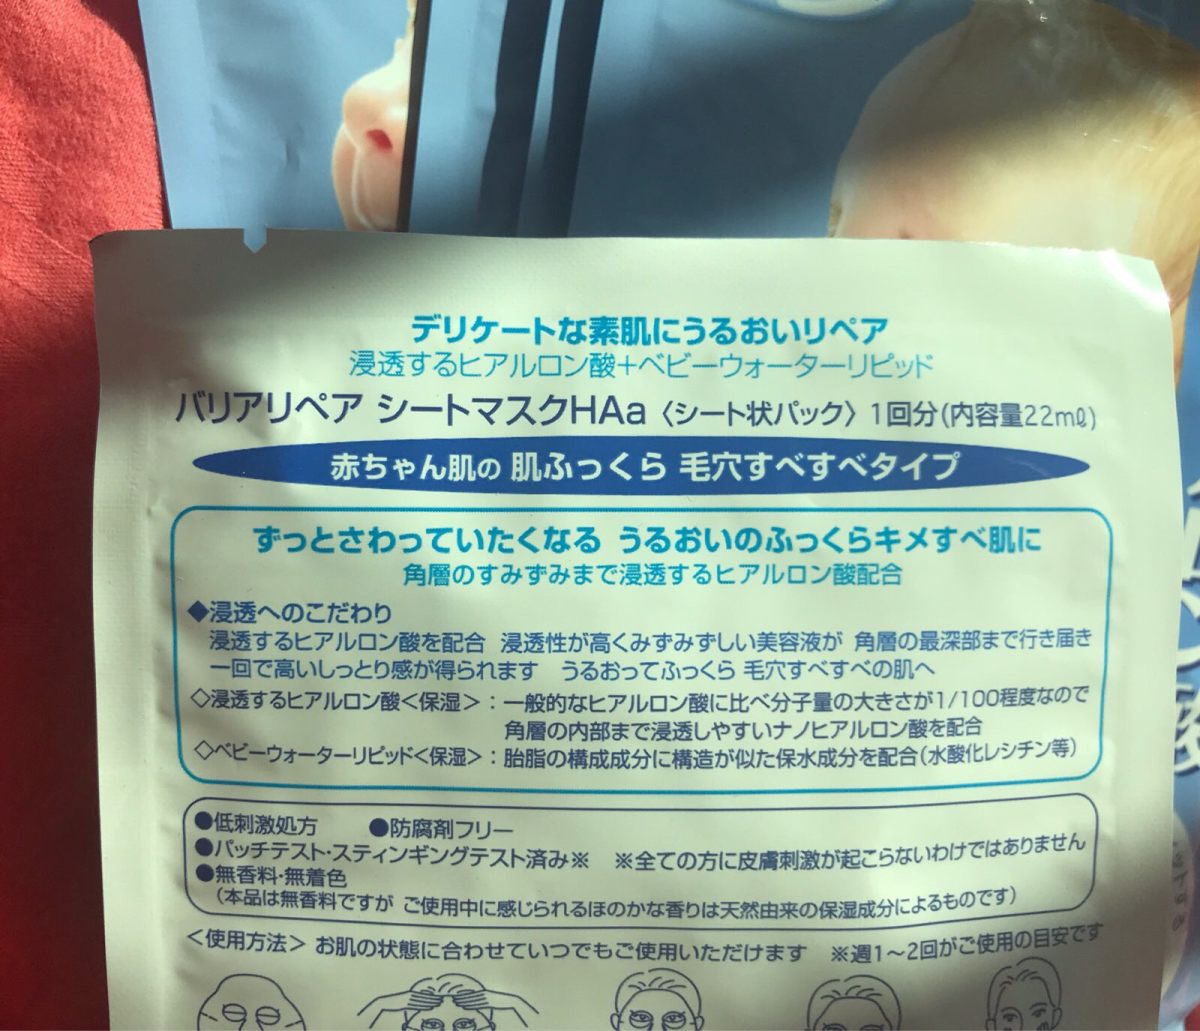 デリケートな素肌にうるおいリペア
浸透するヒアルロン酸+ベビーウォーターリピッド
バリアリペア シートマスクHAa〈シート状パック〉1回分(内容量22mℓ)
赤ちゃん肌の 肌ふっくら 毛穴すべすべタイプ
ずっとさわっていたくなる うるおいのふっくらキメすべ肌に
角層のすみずみまで浸透するヒアルロン酸配合
◆浸透へのこだわり
浸透するヒアルロン酸を配合 浸透性が高くみずみずしい美容液が 角層の最深部まで行き届き
一回で高いしっとり感が得られます うるおってふっくら 毛穴すべすべの肌へ
◇浸透するヒアルロン酸<保湿>:一般的なヒアルロン酸に比べ分子量の大きさが1/100程度なので
角層の内部まで浸透しやすいナノヒアルロン酸を配合
◇ベビーウォーターリピッド<保湿>:胎脂の構成成分に構造が似た保水成分を配合(水酸化レシチン等)
●低刺激処方 ●防腐剤フリー
●パッチテスト・スティンギングテスト済み※ ※全ての方に皮膚刺激が起こらないわけではありません
●無香料・無着色
(本品は無香料ですが ご使用中に感じられるほのかな香りは天然由来の保湿成分によるものです)
<使用方法> お肌の状態に合わせていつでもご使用いただけます ※週1~2回がご使用の目安です